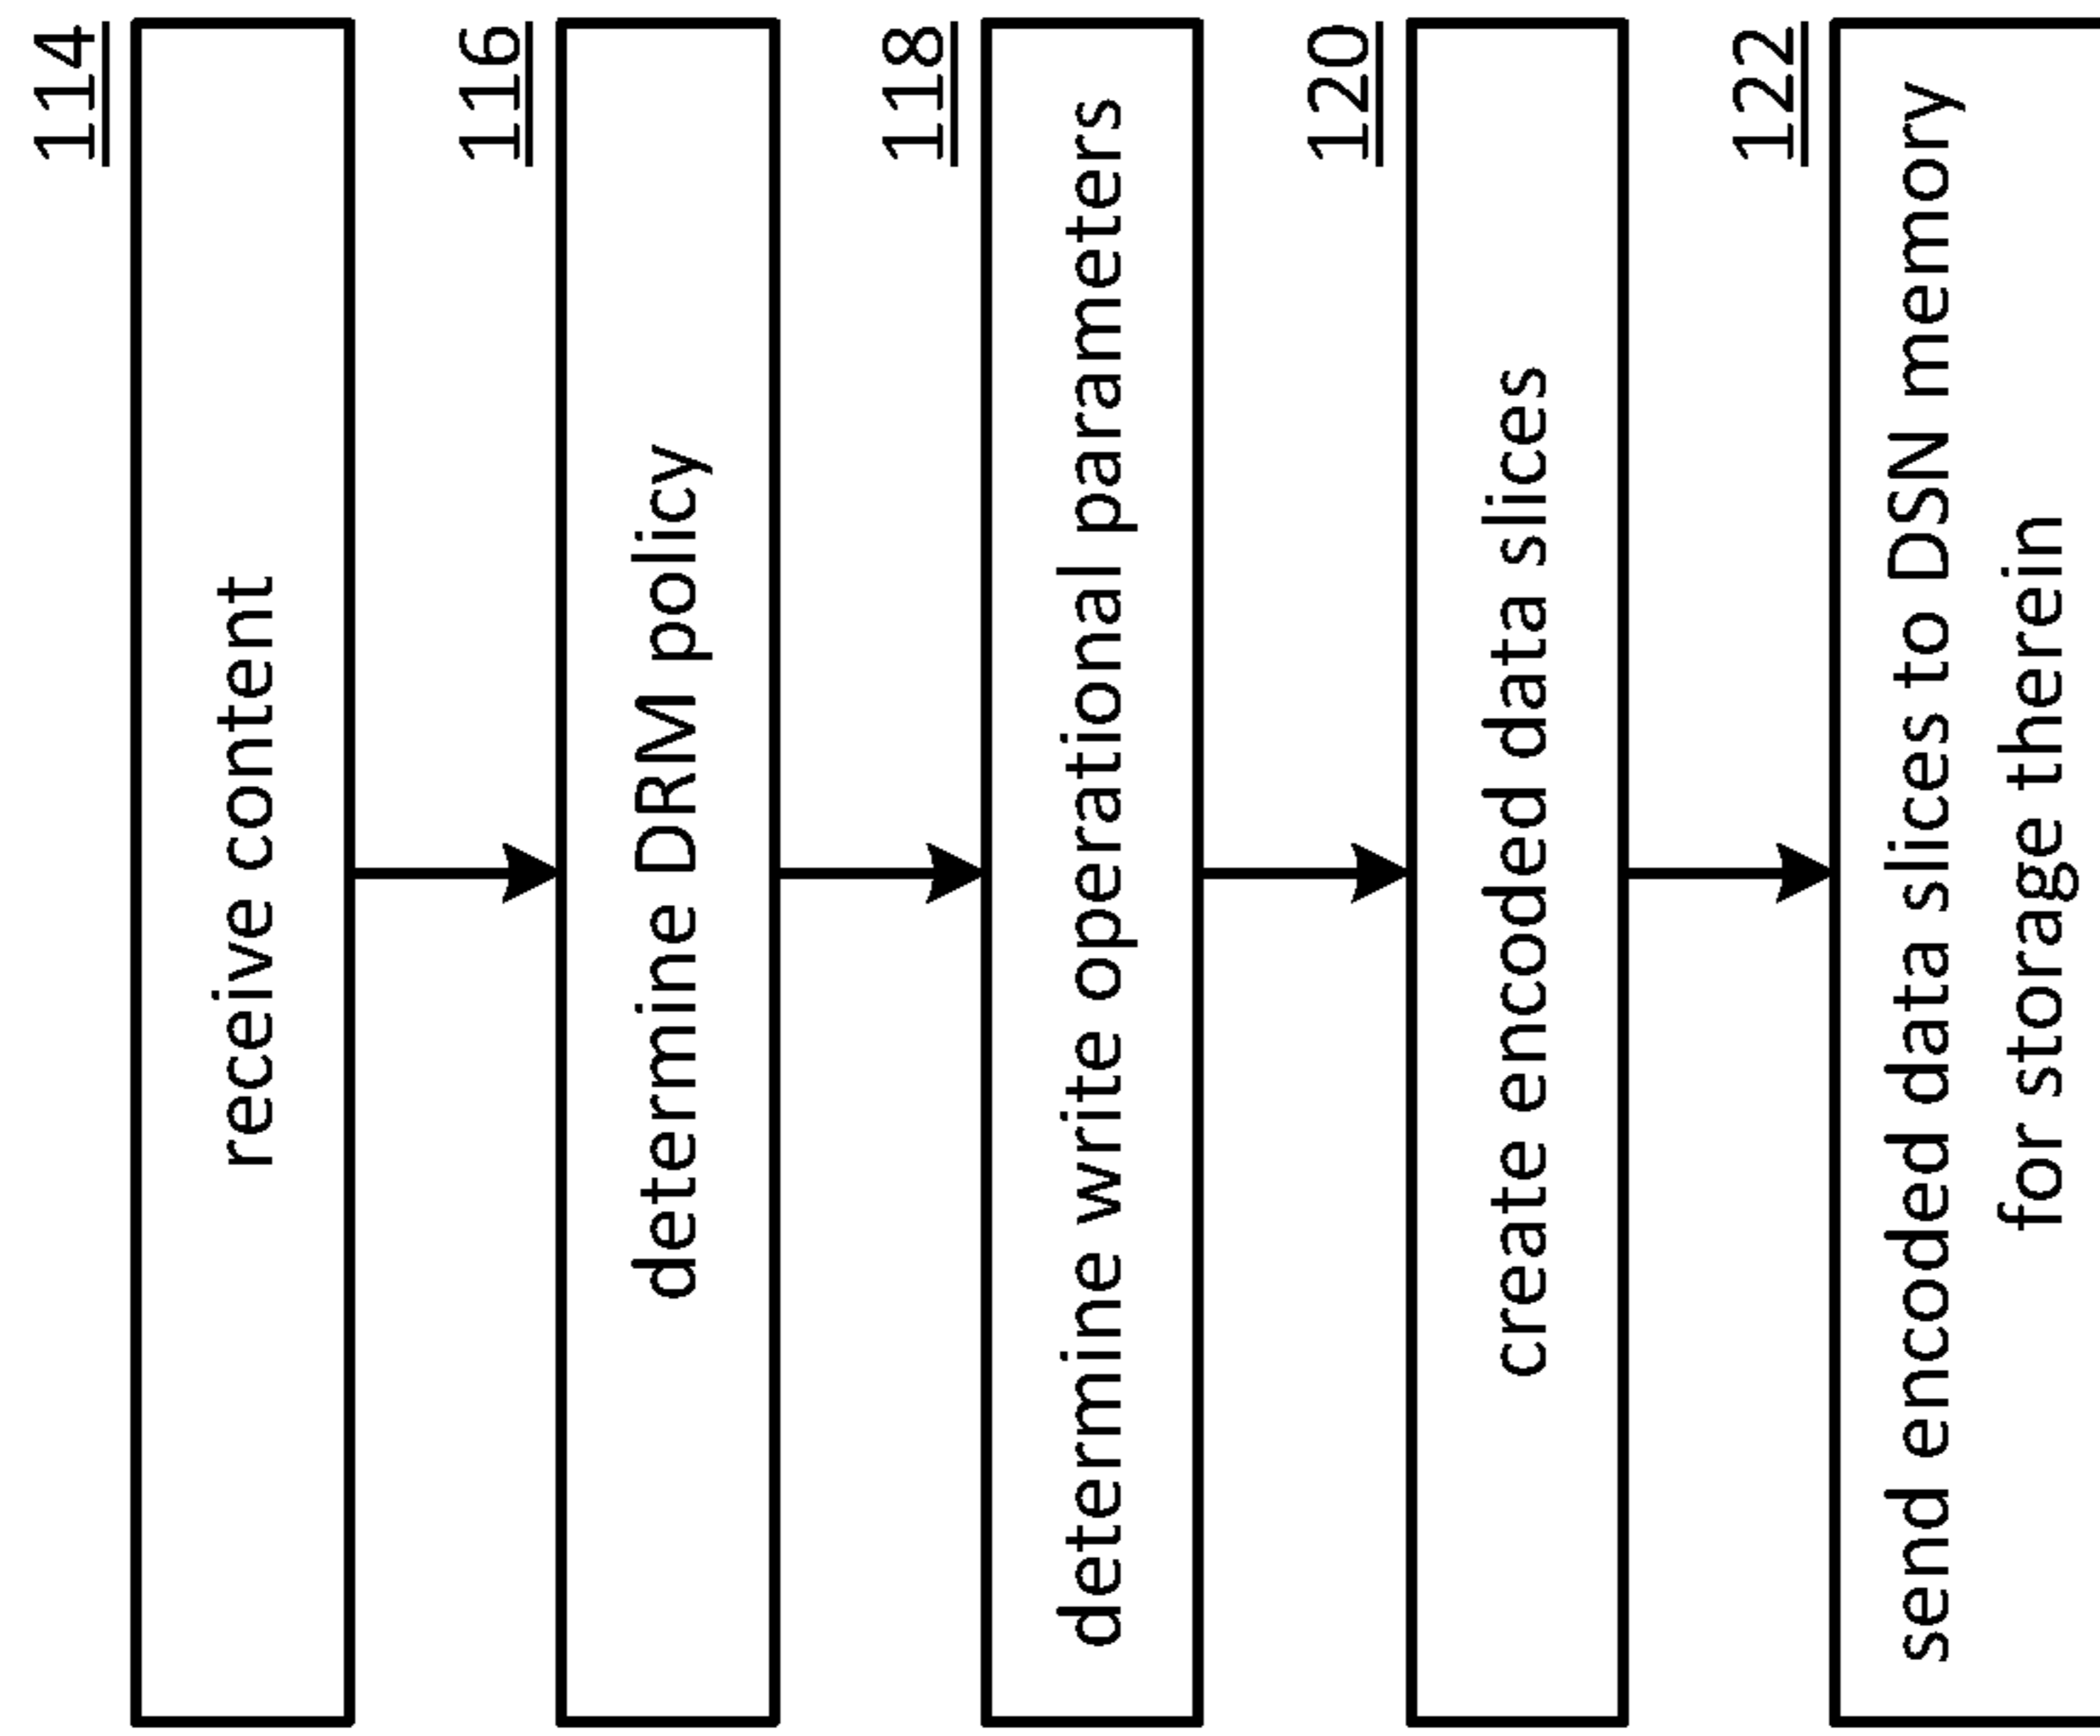 114
receive content
116
determine DRM policy
118
determine write operational parameters
120
create encoded data slices
122
send encoded data slices to DSN memory
for storage therein